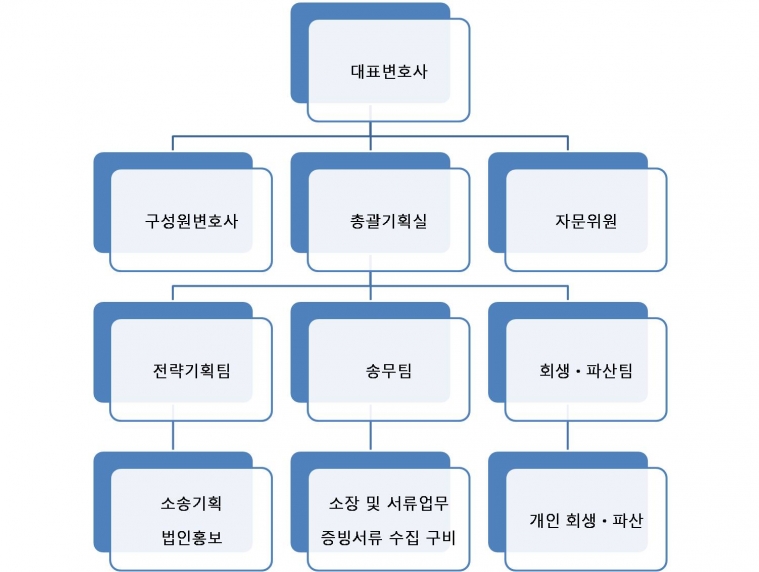 대표변호사
구성원변호사
총괄기획실
자문위원
전략기획팀
송무팀
회생・파산팀
소송기획
법인홍보
소장 및 서류업무
증빙서류 수집 구비
개인 회생・파산